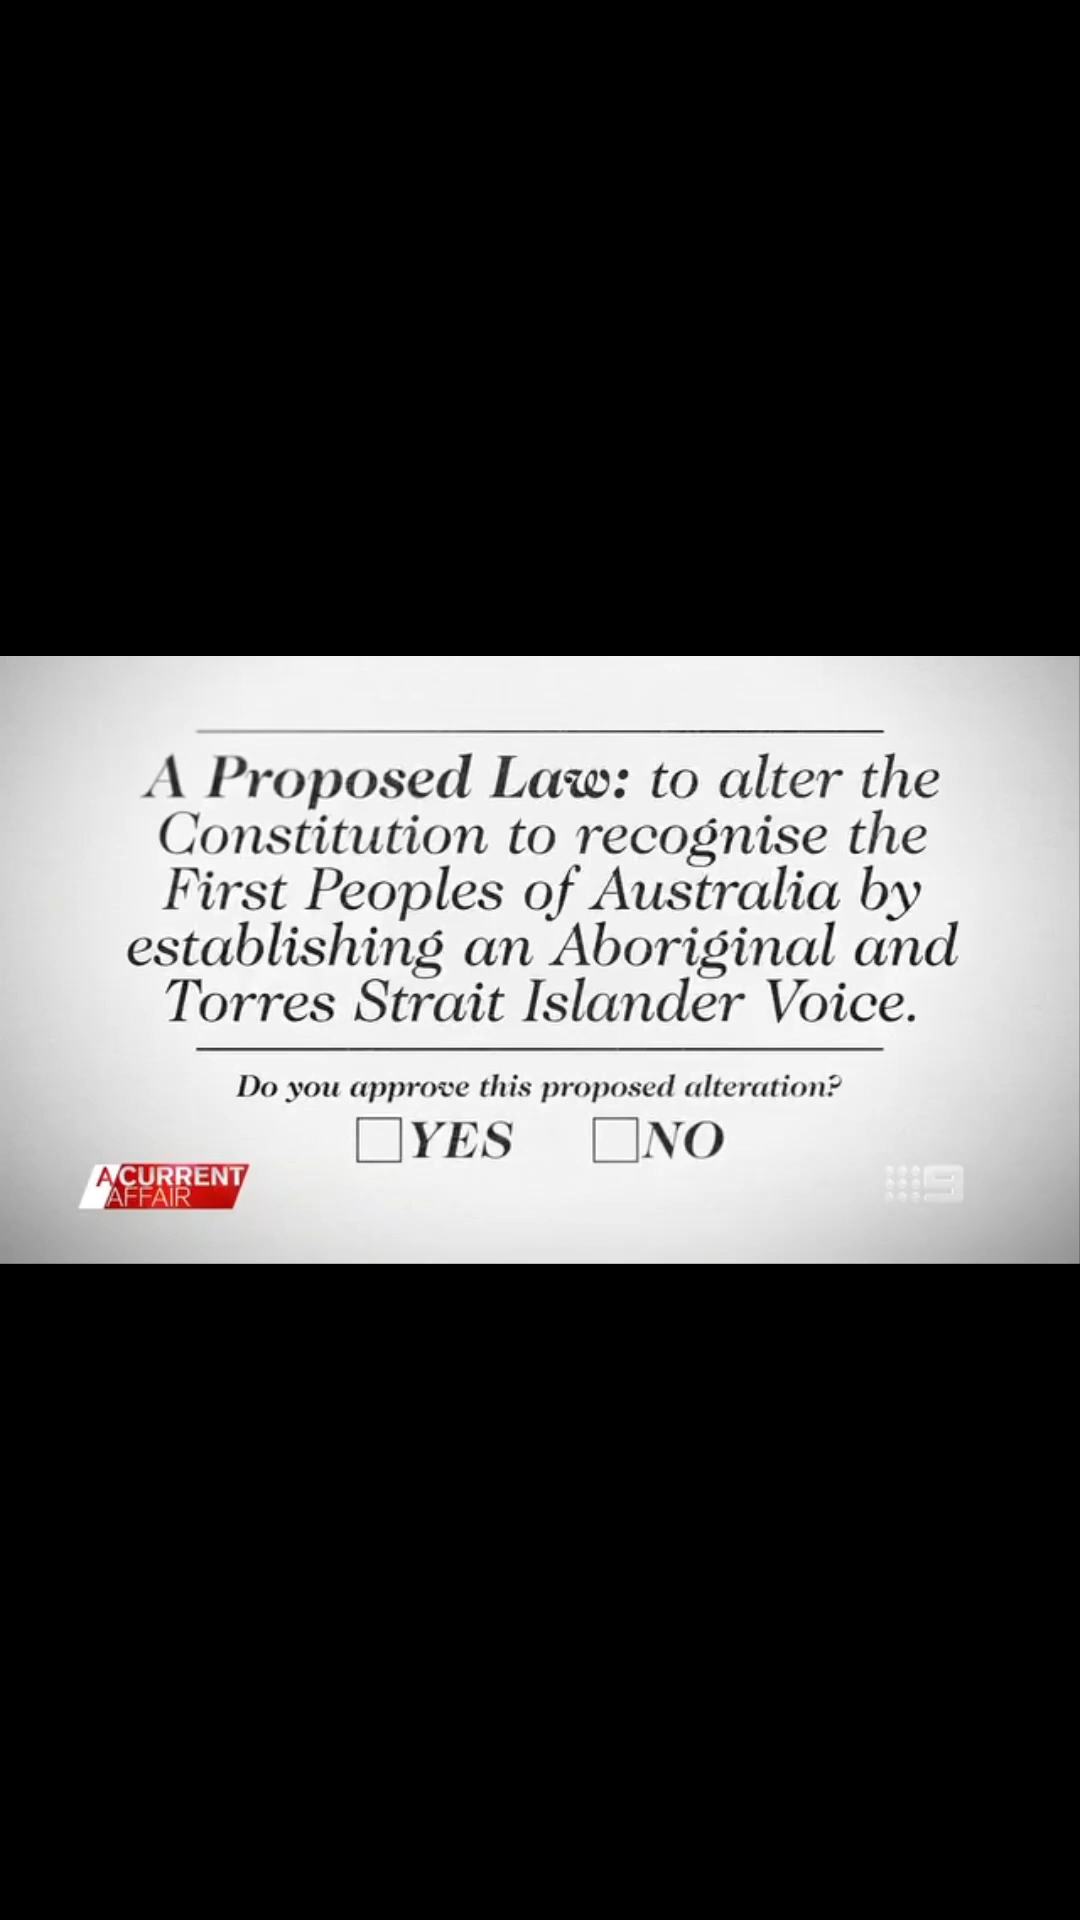 A Proposed Law: to alter the
Constitution to recognise the
First Peoples of Australia by
establishing an Aboriginal and
Torres Strait Islander Voice.
Do you approve this proposed alteration?
YES NO
A CURRENT
AFFAIR
9